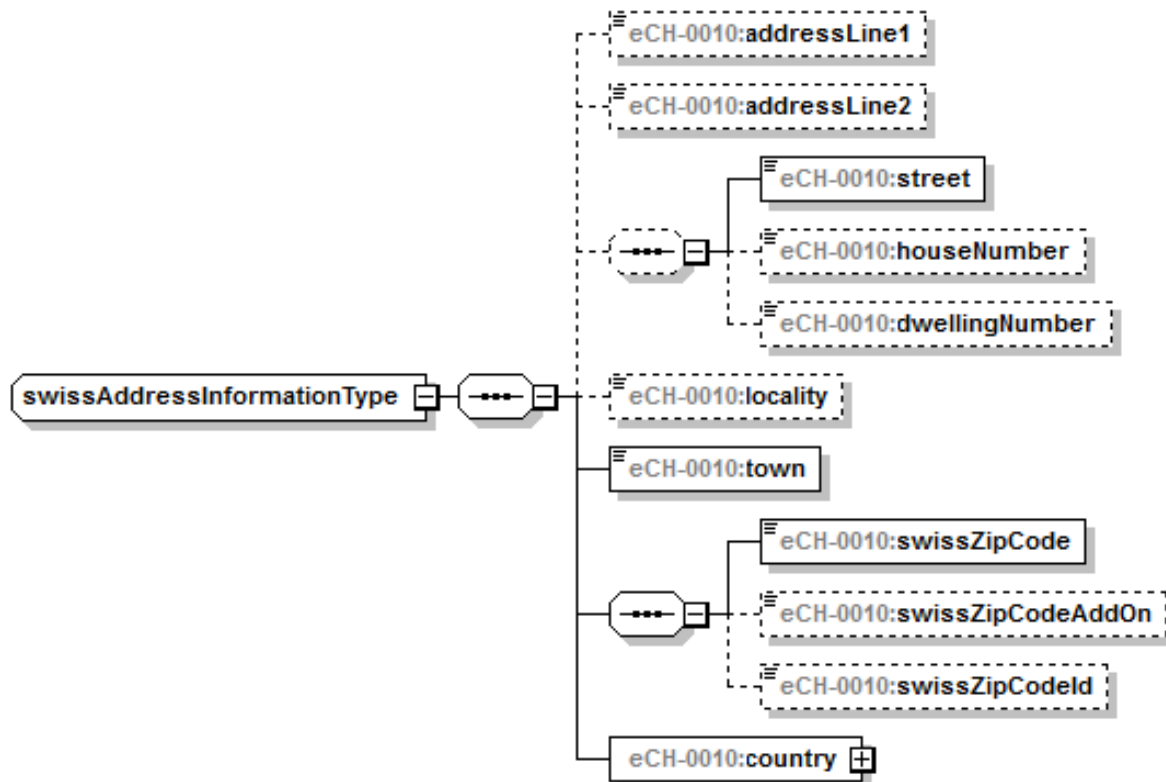 eCH-0010:addressLine1
eCH-0010:addressLine2
eCH-0010:street
eCH-0010:houseNumber
eCH-0010:dwellingNumber
swissAddressInformationType
eCH-0010:locality
eCH-0010:town
eCH-0010:swissZipCode
eCH-0010:swissZipCodeAddOn
eCH-0010:swissZipCodeId
eCH-0010:country